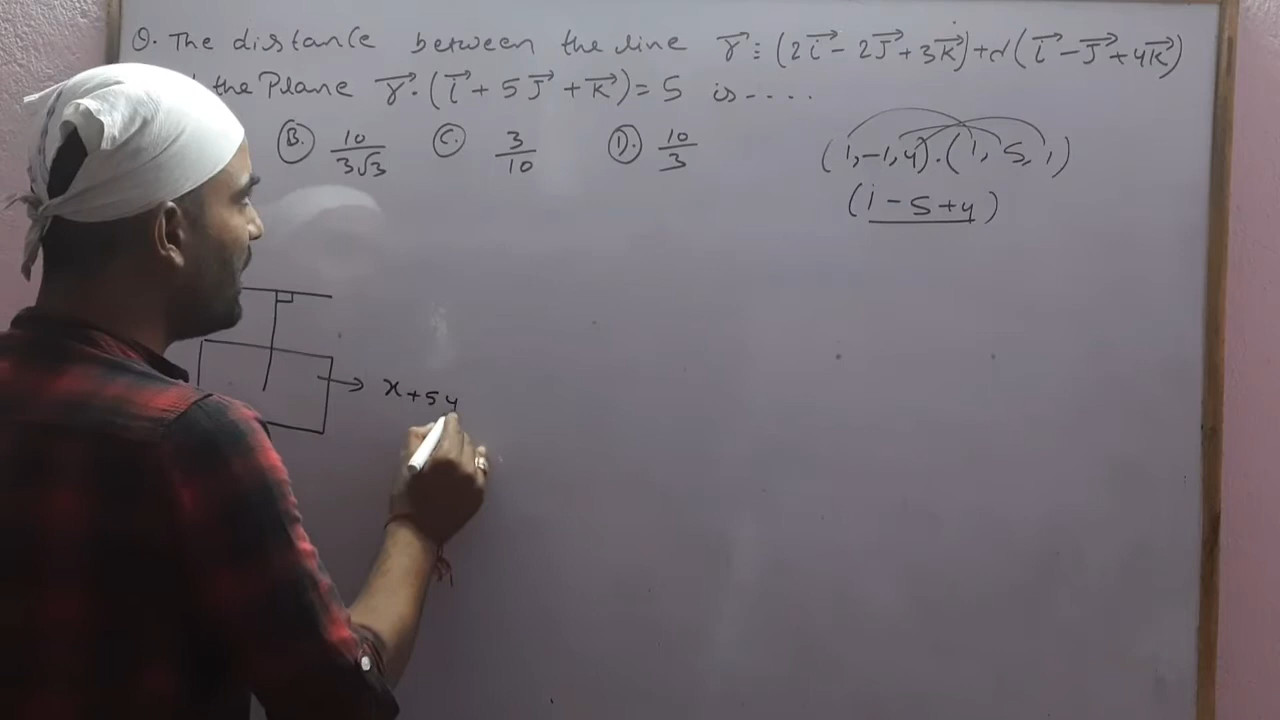 Q. The distance between the line r⃗ ≡ (2i⃗ - 2j⃗ + 3k⃗) + λ(i⃗ - j⃗ + 4k⃗)
the Plane r⃗.(i⃗ + 5j⃗ + k⃗) = 5 is ----.
B. 10/3√3 C. 3/10 D. 10/3
(1,-1,4).(1, 5, 1)
(1 - 5 + 4)
x + 5y